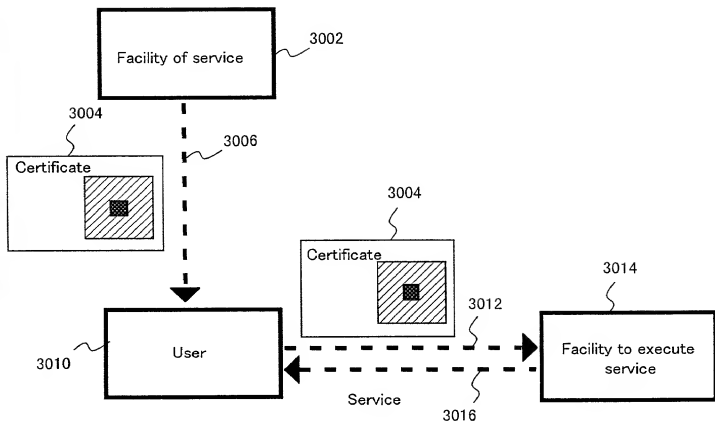 Facility of service
3002
3004
3006
Certificate
3004
Certificate
3014
3012
3010
User
Facility to execute
service
Service
3016